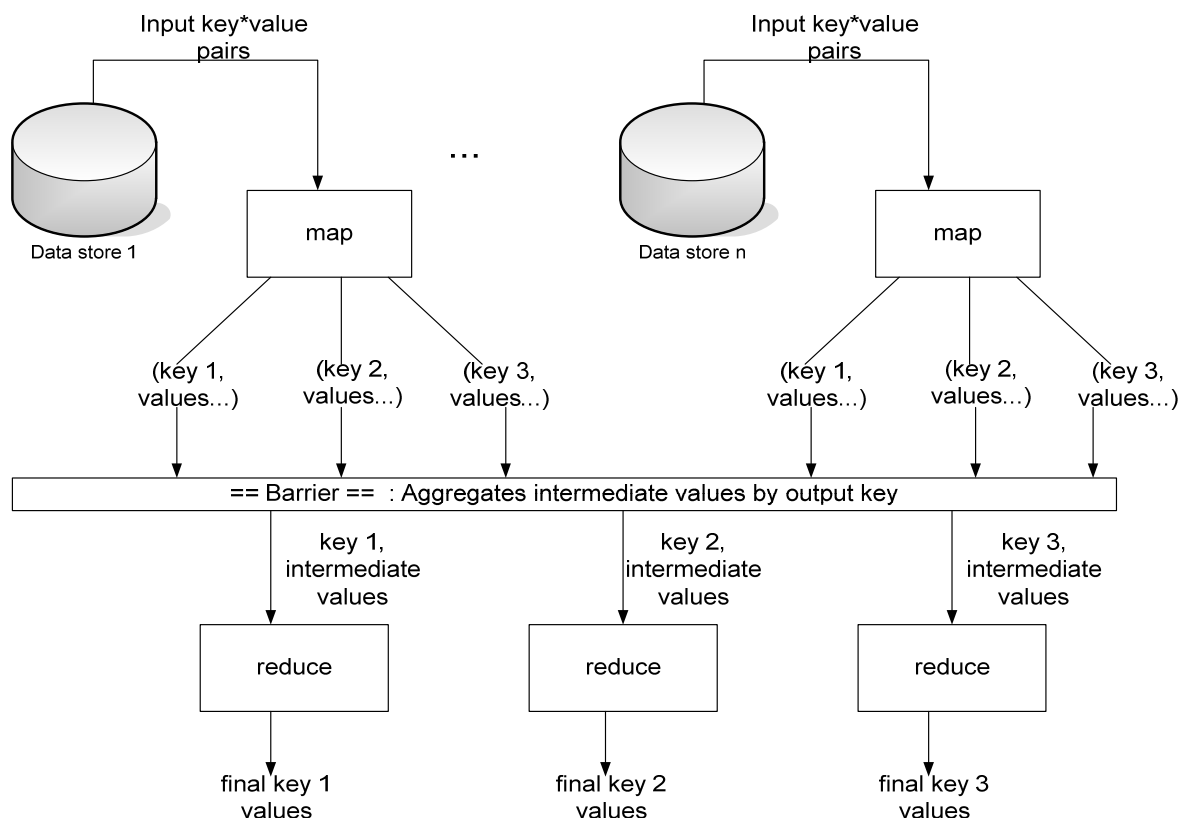 Input key*value
pairs
Input key*value
pairs
...
Data store 1
map
Data store n
map
(key 1,
values...)
(key 2,
values...)
(key 3,
values...)
(key 1,
values...)
(key 2,
values...)
(key 3,
values...)
== Barrier == : Aggregates intermediate values by output key
key 1,
intermediate
values
key 2,
intermediate
values
key 3,
intermediate
values
reduce
reduce
reduce
final key 1
values
final key 2
values
final key 3
values